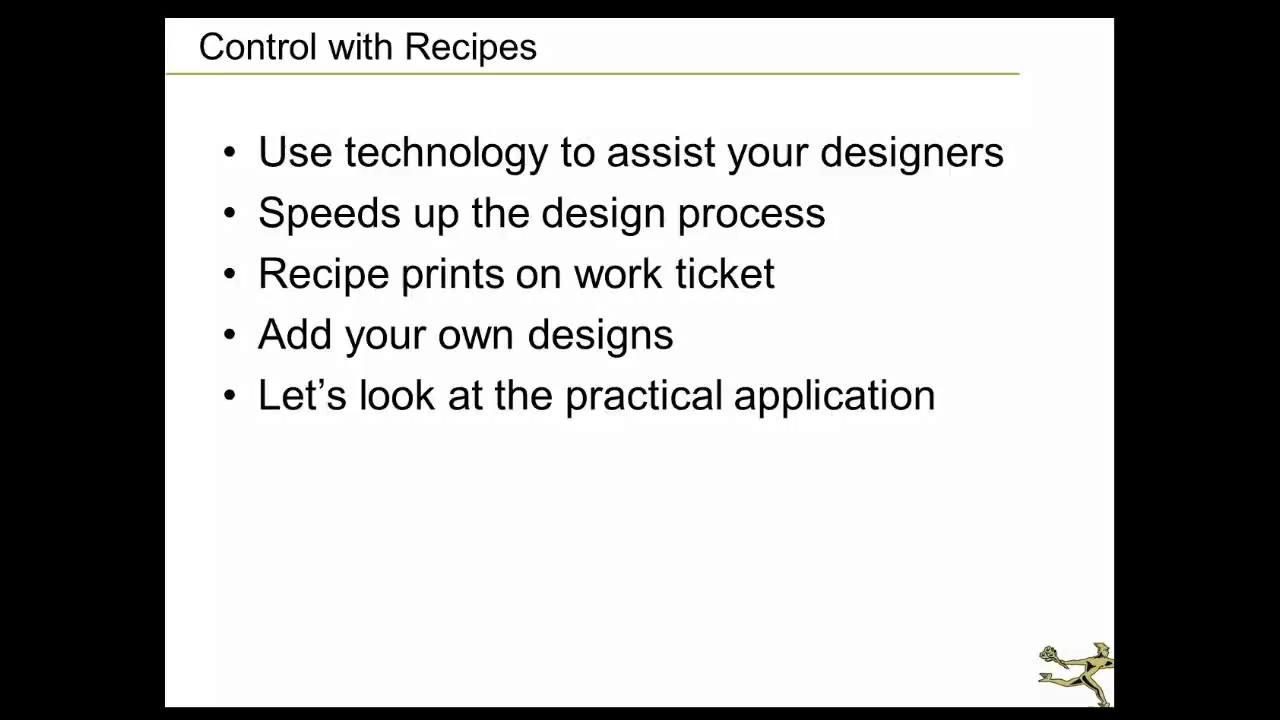 Control with Recipes
• Use technology to assist your designers
• Speeds up the design process
• Recipe prints on work ticket
• Add your own designs
• Let’s look at the practical application